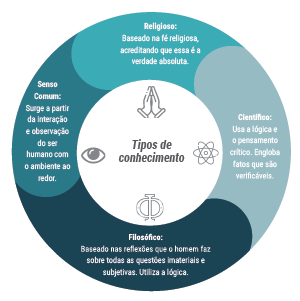 Religioso:
Baseado na fé religiosa,
acreditando que essa é a
verdade absoluta.
Senso
Comum:
Surge a partir
da interação
e observação
do ser
humano com
o ambiente ao
redor.
Tipos de
conhecimento
Científico:
Usa a lógica e
o pensamento
crítico. Engloba
fatos que são
verificáveis.
Filosófico:
Baseado nas reflexões que o homem faz
sobre todas as questões imateriais e
subjetivas. Utiliza a lógica.